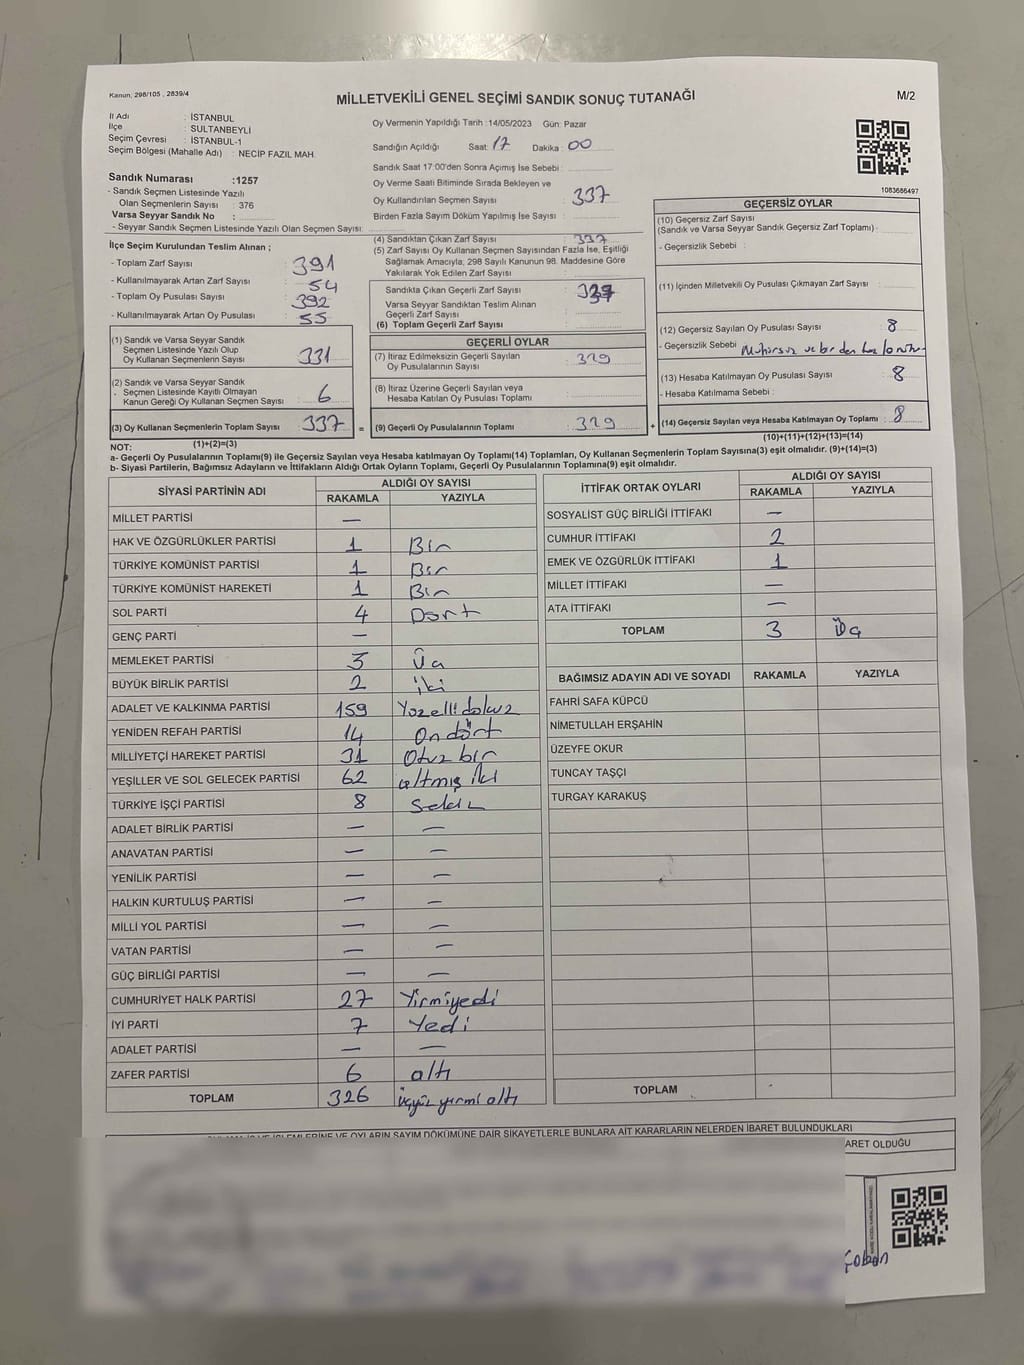 Kanun: 298/105 , 2839/4
MİLLETVEKİLİ GENEL SEÇİMİ SANDIK SONUÇ TUTANAĞI
M/2
İl Adı : İSTANBUL
İlçe : SULTANBEYLİ
Seçim Çevresi : İSTANBUL-1
Seçim Bölgesi (Mahalle Adı) : NECİP FAZIL MAH.
Sandık Numarası :1257
- Sandık Seçmen Listesinde Yazılı
Olan Seçmenlerin Sayısı : 376
Varsa Seyyar Sandık No :
- Seyyar Sandık Seçmen Listesinde Yazılı Olan Seçmen Sayısı:
Oy Vermenin Yapıldığı Tarih :14/05/2023 Gün: Pazar
Sandığın Açıldığı Saat: 17 Dakika: 00
Sandık Saat 17:00'den Sonra Açımış İse Sebebi :
Oy Verme Saati Bitiminde Sırada Bekleyen ve
Oy Kullandırılan Seçmen Sayısı : 337
Birden Fazla Sayım Döküm Yapılmış İse Sayısı :
1083686497
İlçe Seçim Kurulundan Teslim Alınan ;
- Toplam Zarf Sayısı : 391
- Kullanılmayarak Artan Zarf Sayısı : 54
- Toplam Oy Pusulası Sayısı : 392
- Kullanılmayarak Artan Oy Pusulası : 55
(1) Sandık ve Varsa Seyyar Sandık
Seçmen Listesinde Yazılı Olup
Oy Kullanan Seçmenlerin Sayısı : 331
(2) Sandık ve Varsa Seyyar Sandık
Seçmen Listesinde Kayıtlı Olmayan
Kanun Gereği Oy Kullanan Seçmen Sayısı : 6
(3) Oy Kullanan Seçmenlerin Toplam Sayısı : 337
(1)+(2)=(3)
(4) Sandıktan Çıkan Zarf Sayısı : 337
(5) Zarf Sayısı Oy Kullanan Seçmen Sayısından Fazla İse, Eşitliği
Sağlamak Amacıyla, 298 Sayılı Kanunun 98. Maddesine Göre
Yakılarak Yok Edilen Zarf Sayısı :
Sandıkta Çıkan Geçerli Zarf Sayısı : 337
Varsa Seyyar Sandıktan Teslim Alınan
Geçerli Zarf Sayısı :
(6) Toplam Geçerli Zarf Sayısı :
GEÇERLİ OYLAR
(7) İtiraz Edilmeksizin Geçerli Sayılan
Oy Pusulalarının Sayısı : 329
(8) İtiraz Üzerine Geçerli Sayılan veya
Hesaba Katılan Oy Pusulası Toplamı :
= (9) Geçerli Oy Pusulalarının Toplamı : 329
GEÇERSİZ OYLAR
(10) Geçersiz Zarf Sayısı
(Sandık ve Varsa Seyyar Sandık Geçersiz Zarf Toplamı) :
- Geçersizlik Sebebi :
(11) İçinden Milletvekili Oy Pusulası Çıkmayan Zarf Sayısı :
(12) Geçersiz Sayılan Oy Pusulası Sayısı : 8
- Geçersizlik Sebebi : Mühürsüz ve birden
(13) Hesaba Katılmayan Oy Pusulası Sayısı : 8
- Hesaba Katılmama Sebebi :
+ (14) Geçersiz Sayılan veya Hesaba Katılmayan Oy Toplamı : 8
(10)+(11)+(12)+(13)=(14)
NOT:
a- Geçerli Oy Pusulalarının Toplamı(9) ile Geçersiz Sayılan veya Hesaba katılmayan Oy Toplamı(14) Toplamları, Oy Kullanan Seçmenlerin Toplam Sayısına(3) eşit olmalıdır. (9)+(14)=(3)
b- Siyasi Partilerin, Bağımsız Adayların ve İttifakların Aldığı Ortak Oyların Toplamı, Geçerli Oy Pusulalarının Toplamına(9) eşit olmalıdır.
SİYASİ PARTİNİN ADI ALDIĞI OY SAYISI
RAKAMLA YAZIYLA
MİLLET PARTİSİ —
HAK VE ÖZGÜRLÜKLER PARTİSİ 1 Bir
TÜRKİYE KOMÜNİST PARTİSİ 1 Bir
TÜRKİYE KOMÜNİST HAREKETİ 1 Bir
SOL PARTİ 4 Dört
GENÇ PARTİ —
MEMLEKET PARTİSİ 3 Üç
BÜYÜK BİRLİK PARTİSİ 2 iki
ADALET VE KALKINMA PARTİSİ 159 Yüzellidokuz
YENİDEN REFAH PARTİSİ 14 Ondört
MİLLİYETÇİ HAREKET PARTİSİ 31 Otuzbir
YEŞİLLER VE SOL GELECEK PARTİSİ 62 altmış iki
TÜRKİYE İŞÇİ PARTİSİ 8 Sekiz
ADALET BİRLİK PARTİSİ — —
ANAVATAN PARTİSİ — —
YENİLİK PARTİSİ — —
HALKIN KURTULUŞ PARTİSİ — —
MİLLİ YOL PARTİSİ — —
VATAN PARTİSİ — —
GÜÇ BİRLİĞİ PARTİSİ — —
CUMHURİYET HALK PARTİSİ 27 Yirmiyedi
İYİ PARTİ 7 Yedi
ADALET PARTİSİ — —
ZAFER PARTİSİ 6 altı
TOPLAM 326 üçyüz yirmi altı
İTTİFAK ORTAK OYLARI ALDIĞI OY SAYISI
RAKAMLA YAZIYLA
SOSYALİST GÜÇ BİRLİĞİ İTTİFAKI —
CUMHUR İTTİFAKI 2
EMEK VE ÖZGÜRLÜK İTTİFAKI 1
MİLLET İTTİFAKI —
ATA İTTİFAKI —
TOPLAM 3 Üç
BAĞIMSIZ ADAYIN ADI VE SOYADI RAKAMLA YAZIYLA
FAHRİ SAFA KÜPCÜ
NİMETULLAH ERŞAHİN
ÜZEYFE OKUR
TUNCAY TAŞÇI
TURGAY KARAKUŞ
TOPLAM
OYLARIN SAYIM DÖKÜMÜNE DAİR ŞİKAYETLERLE BUNLARA AİT KARARLARIN NELERDEN İBARET BULUNDUKLARI
ARET OLDUĞU
Çoban